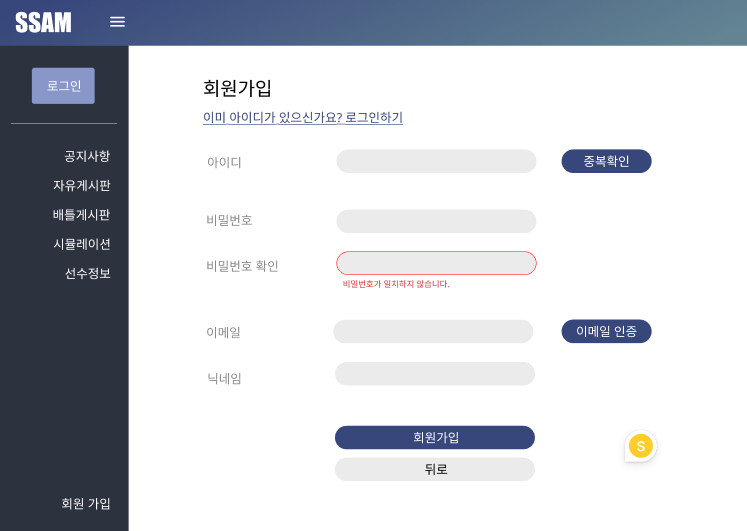 SSAM
로그인
공지사항
자유게시판
배틀게시판
시뮬레이션
선수정보
회원 가입
회원가입
이미 아이디가 있으신가요? 로그인하기
아이디
중복확인
비밀번호
비밀번호 확인
비밀번호가 일치하지 않습니다.
이메일
이메일 인증
닉네임
회원가입
뒤로
S